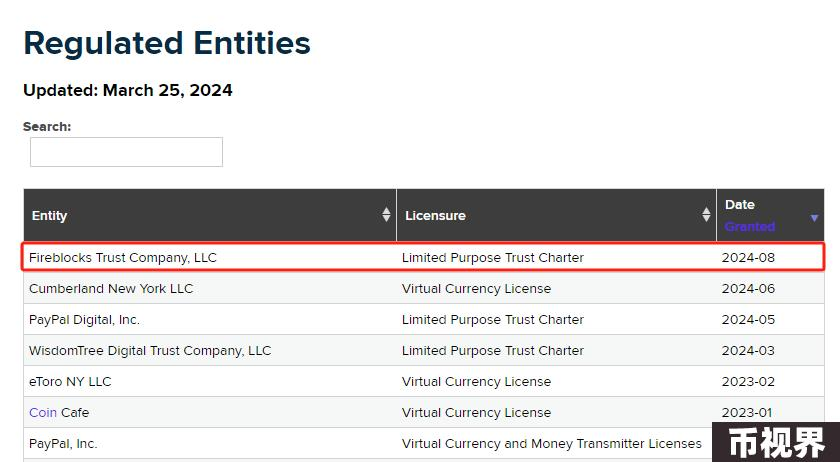 Regulated Entities
Updated: March 25, 2024
Search:
Entity Licensure Date Granted
Fireblocks Trust Company, LLC Limited Purpose Trust Charter 2024-08
Cumberland New York LLC Virtual Currency License 2024-06
PayPal Digital, Inc. Limited Purpose Trust Charter 2024-05
WisdomTree Digital Trust Company, LLC Limited Purpose Trust Charter 2024-03
eToro NY LLC Virtual Currency License 2023-02
Coin Cafe Virtual Currency License 2023-01
PayPal, Inc. Virtual Currency and Money Transmitter Licenses
币视界